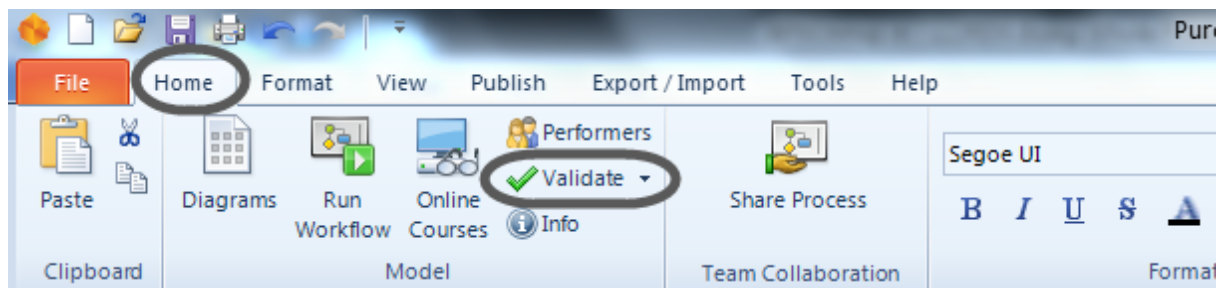 Pur
File Home Format View Publish Export / Import Tools Help
Paste
Diagrams
Run
Workflow
Online
Courses
Performers
Validate
Info
Share Process
Segoe UI
B I U S A
Clipboard Model Team Collaboration Format